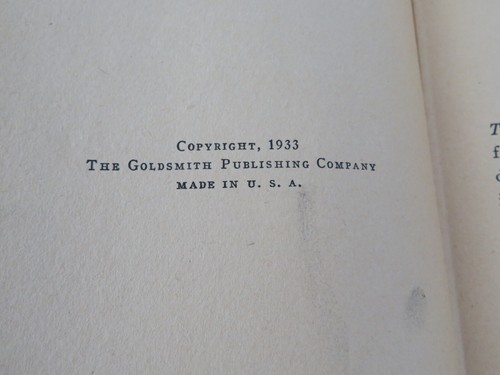 Copyright, 1933
The Goldsmith Publishing Company
MADE IN U. S. A.